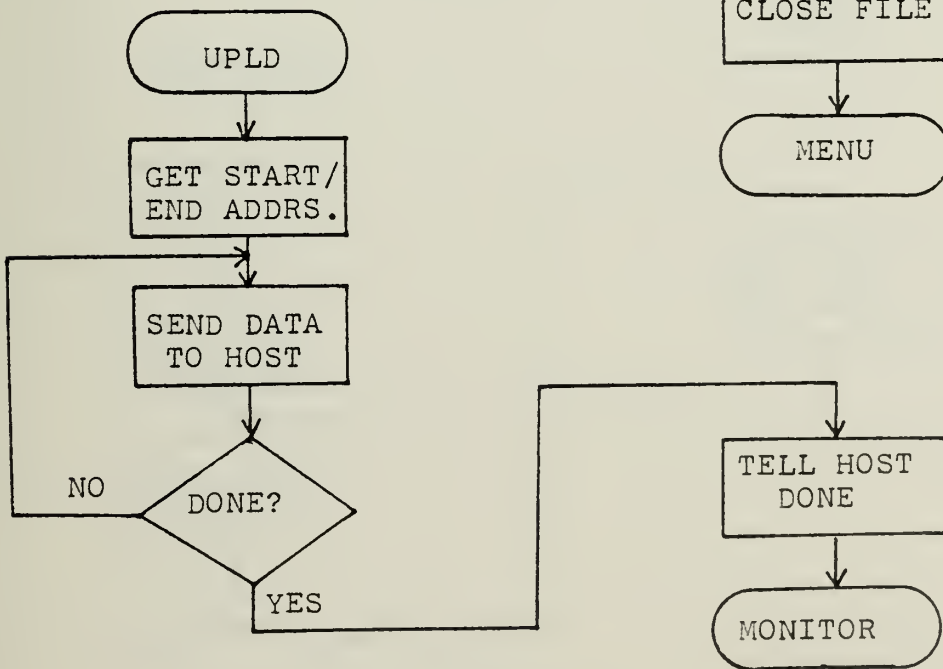 CLOSE FILE
MENU
UPLD
GET START/
END ADDRS.
SEND DATA
TO HOST
DONE?
NO
YES
TELL HOST
DONE
MONITOR